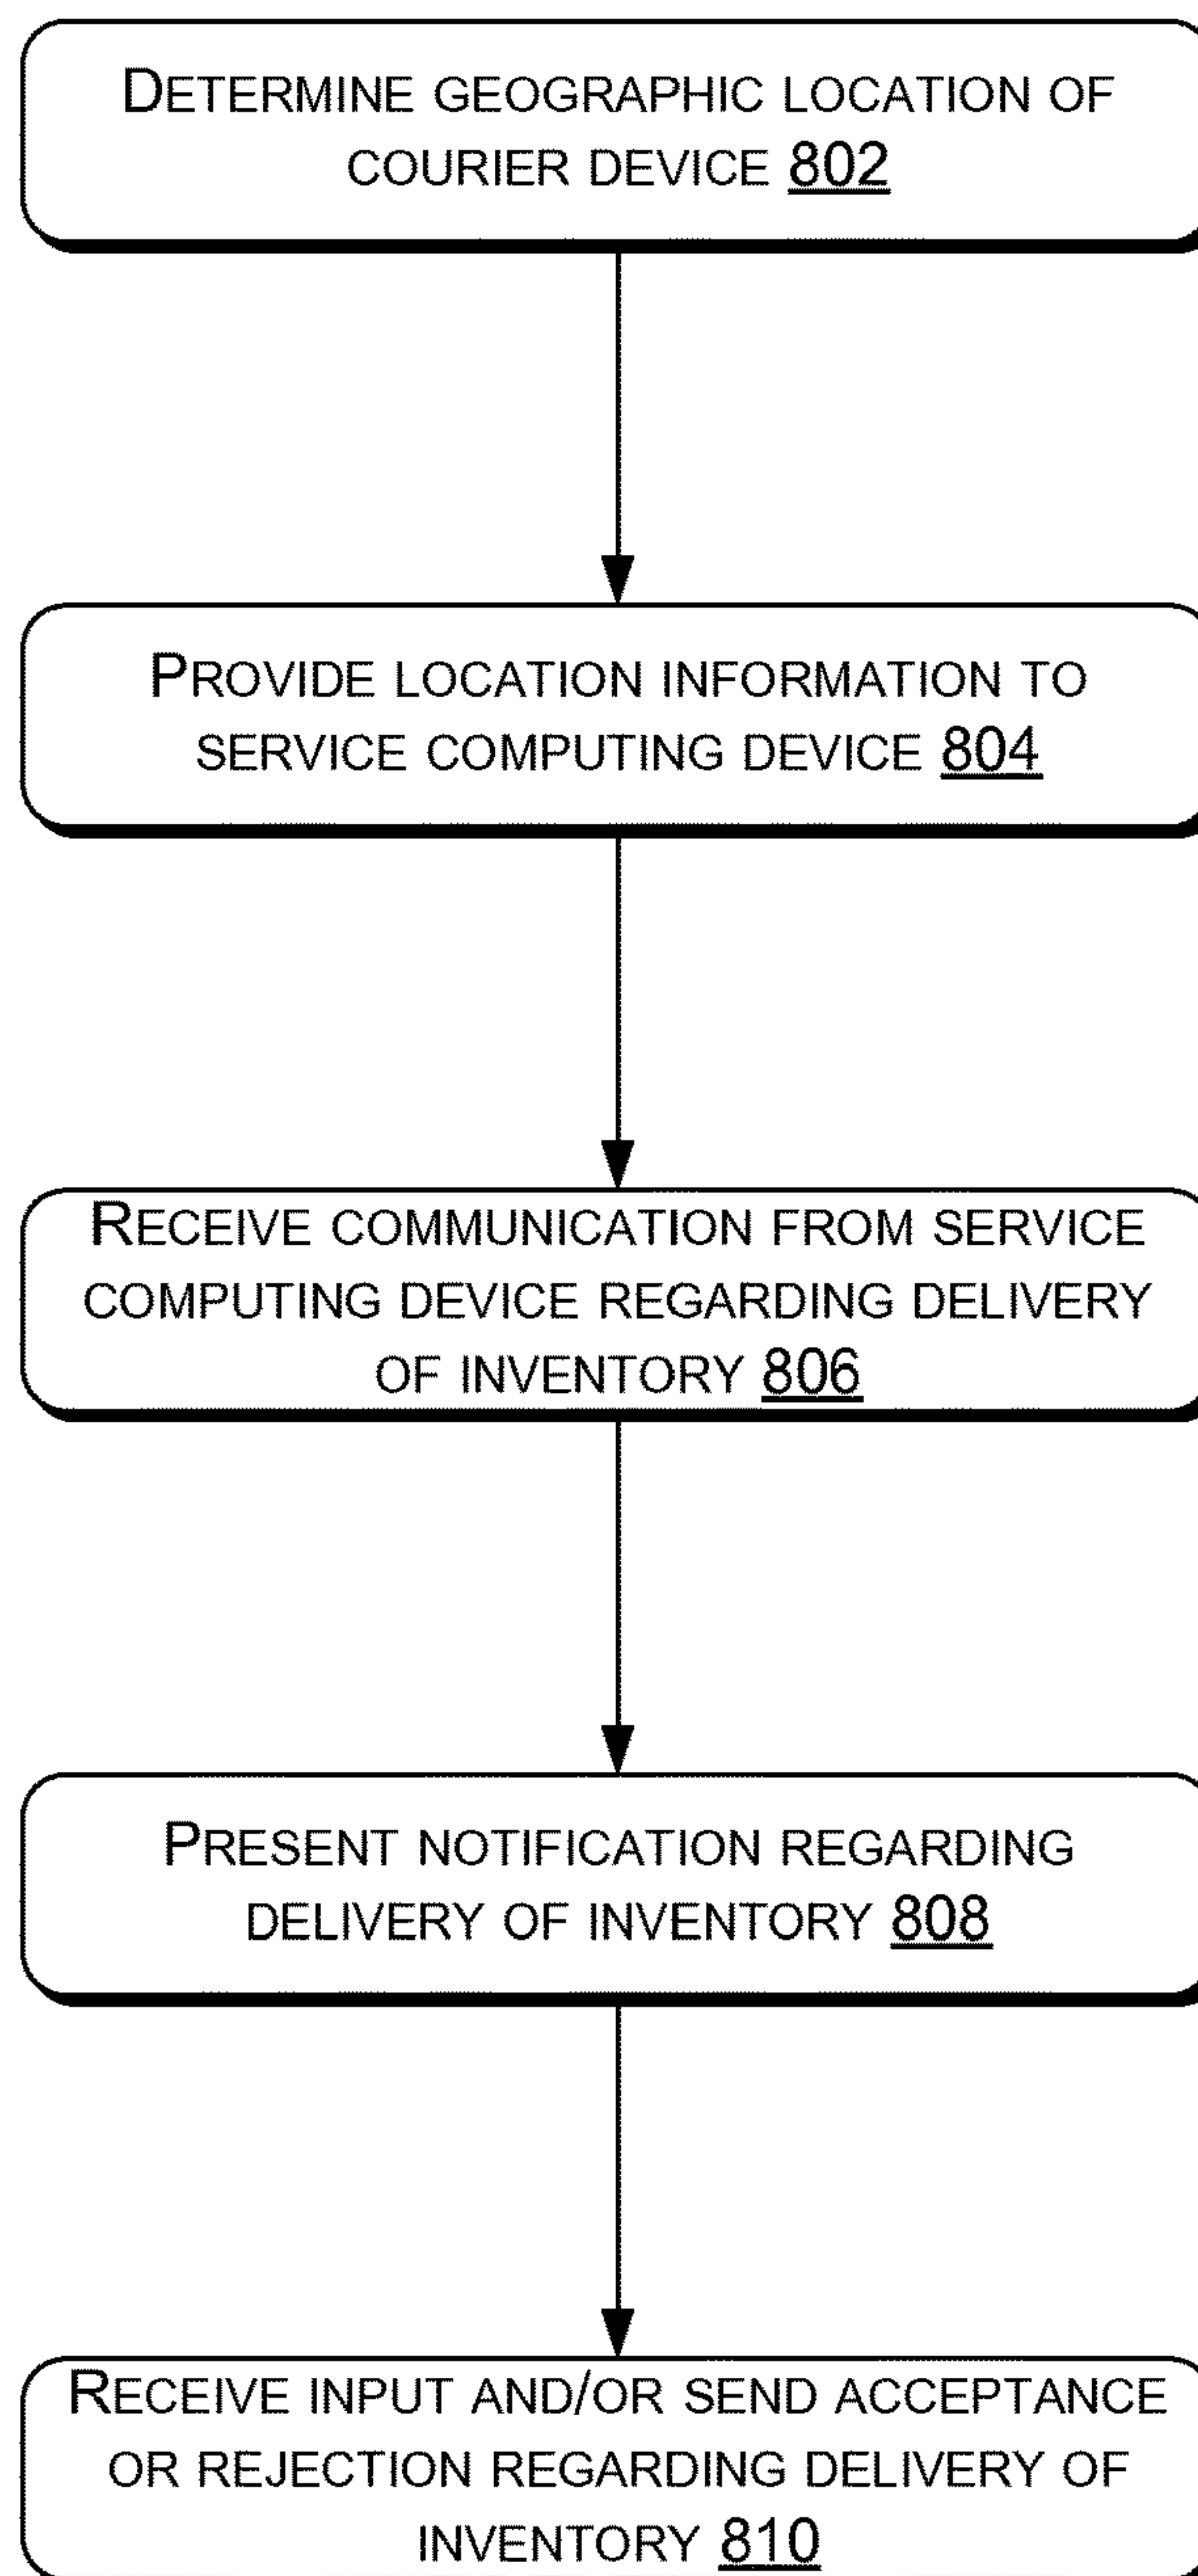 DETERMINE GEOGRAPHIC LOCATION OF
COURIER DEVICE 802
PROVIDE LOCATION INFORMATION TO
SERVICE COMPUTING DEVICE 804
RECEIVE COMMUNICATION FROM SERVICE
COMPUTING DEVICE REGARDING DELIVERY
OF INVENTORY 806
PRESENT NOTIFICATION REGARDING
DELIVERY OF INVENTORY 808
RECEIVE INPUT AND/OR SEND ACCEPTANCE
OR REJECTION REGARDING DELIVERY OF
INVENTORY 810